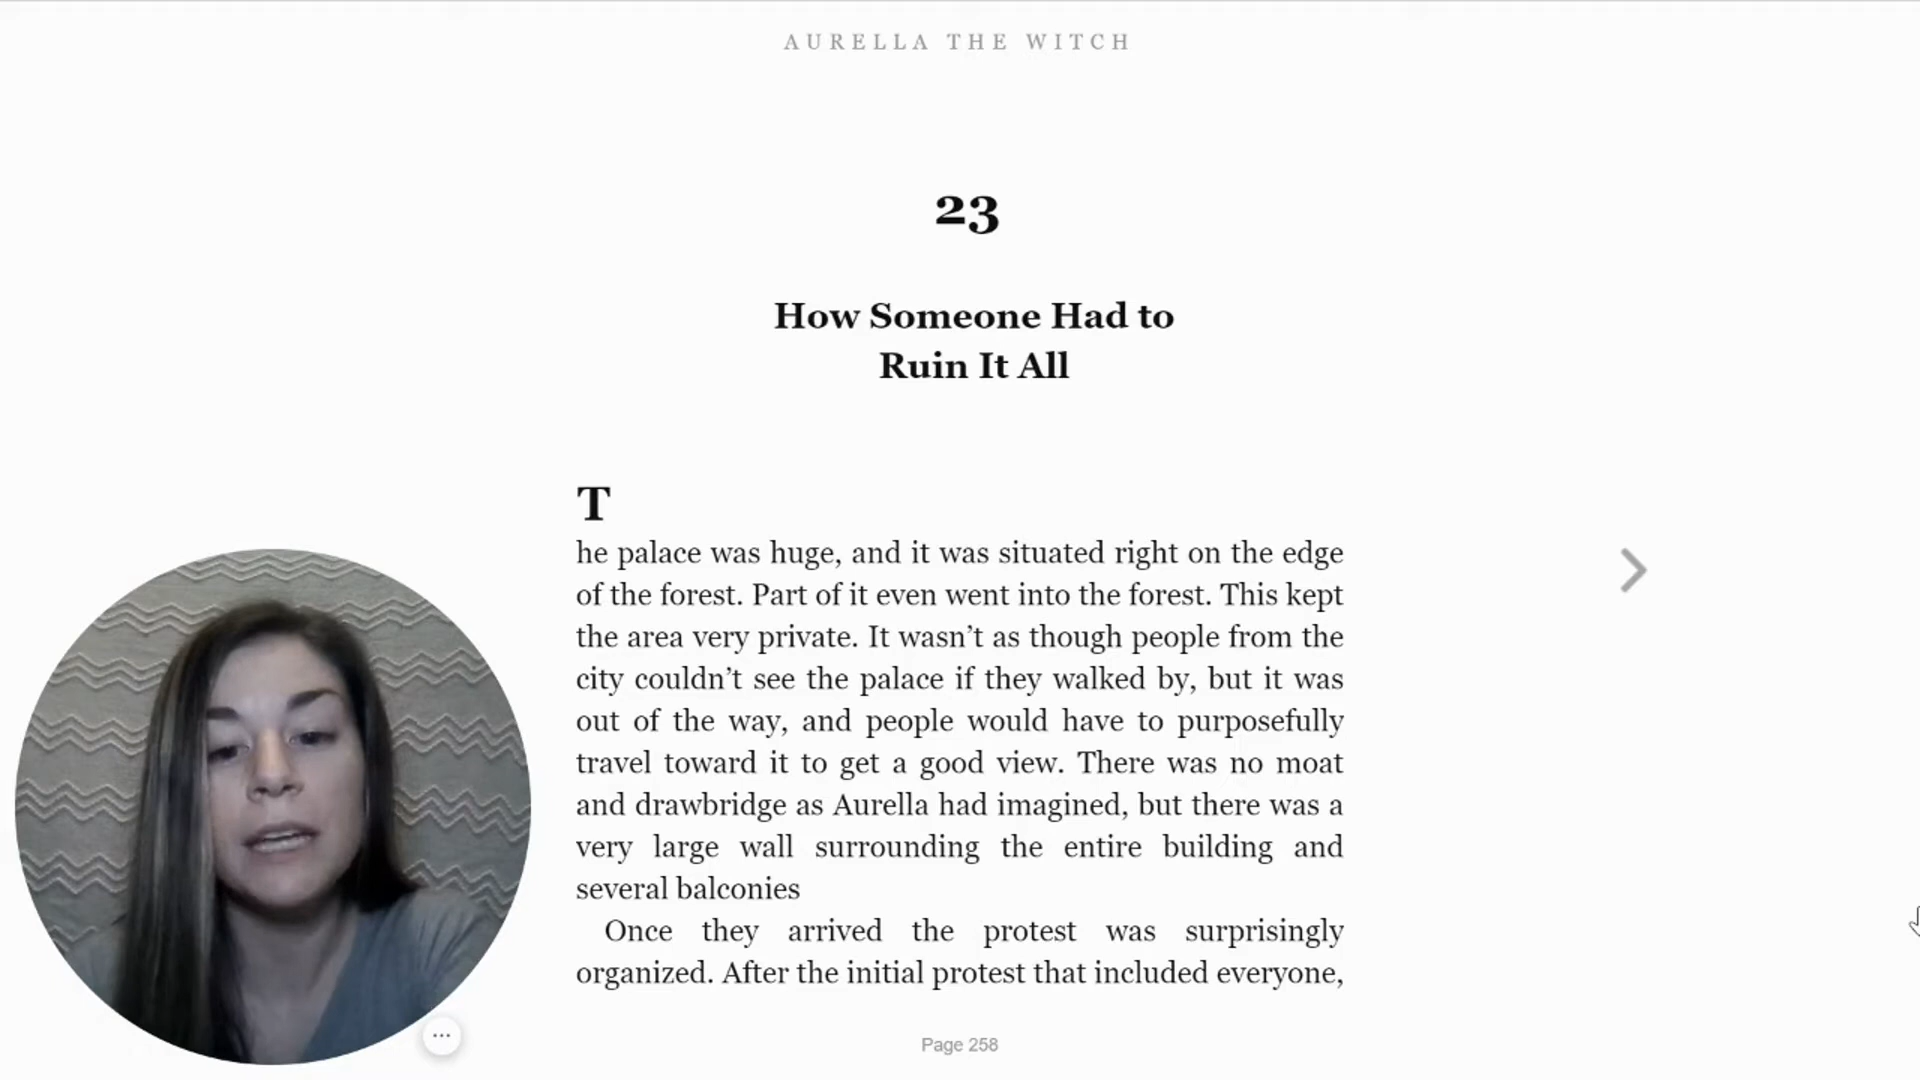 AURELLA THE WITCH
23
How Someone Had to
Ruin It All
T
he palace was huge, and it was situated right on the edge
of the forest. Part of it even went into the forest. This kept
the area very private. It wasn’t as though people from the
city couldn’t see the palace if they walked by, but it was
out of the way, and people would have to purposefully
travel toward it to get a good view. There was no moat
and drawbridge as Aurella had imagined, but there was a
very large wall surrounding the entire building and
several balconies
Once they arrived the protest was surprisingly
organized. After the initial protest that included everyone,
Page 258